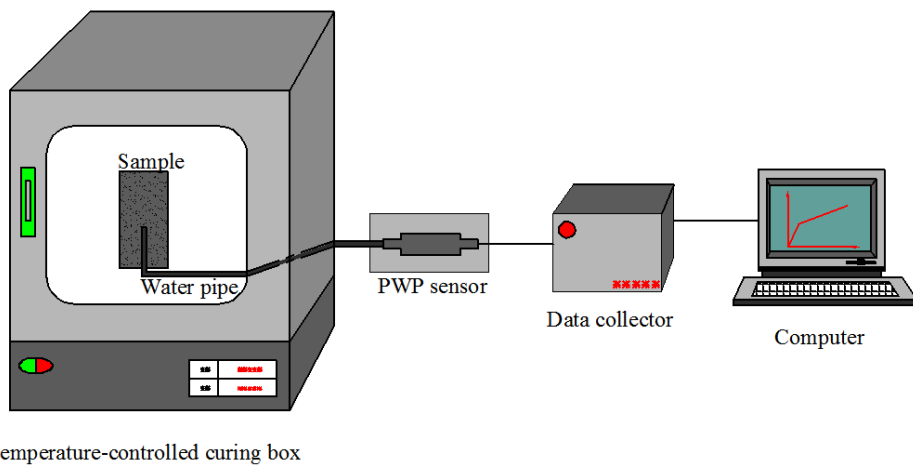 Sample
Water pipe
PWP sensor
Data collector
Computer
emperature-controlled curing box